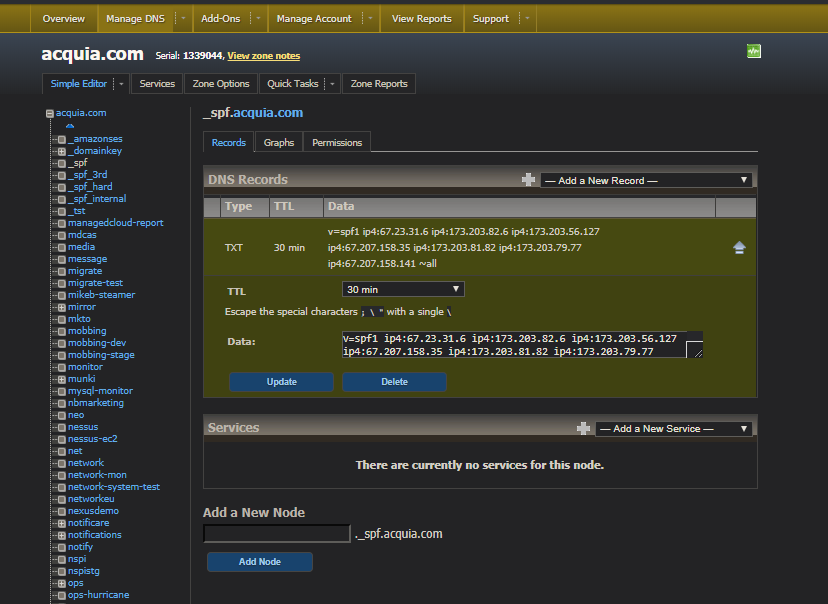 Overview Manage DNS Add-Ons Manage Account View Reports Support
acquia.com Serial: 1339044, View zone notes
Simple Editor Services Zone Options Quick Tasks Zone Reports
acquia.com
_amazonses
_domainkey
_spf
_spf_3rd
_spf_hard
_spf_internal
_tst
managedcloud-report
mdcas
media
message
migrate
migrate-test
mikeb-steamer
mirror
mkto
mobbing
mobbing-dev
mobbing-stage
monitor
munki
mysql-monitor
nbmarketing
neo
nessus
nessus-ec2
net
network
network-mon
network-system-test
networkeu
nexusdemo
notificare
notifications
notify
nspi
nspistg
ops
ops-hurricane
_spf.acquia.com
Records Graphs Permissions
DNS Records — Add a New Record —
Type TTL Data
TXT 30 min
v=spf1 ip4:67.23.31.6 ip4:173.203.82.6 ip4:173.203.56.127
ip4:67.207.158.35 ip4:173.203.81.82 ip4:173.203.79.77
ip4:67.207.158.141 ~all
TTL 30 min
Escape the special characters ; \ " with a single \
Data:
v=spf1 ip4:67.23.31.6 ip4:173.203.82.6 ip4:173.203.56.127
ip4:67.207.158.35 ip4:173.203.81.82 ip4:173.203.79.77
Update Delete
Services — Add a New Service —
There are currently no services for this node.
Add a New Node
._spf.acquia.com
Add Node